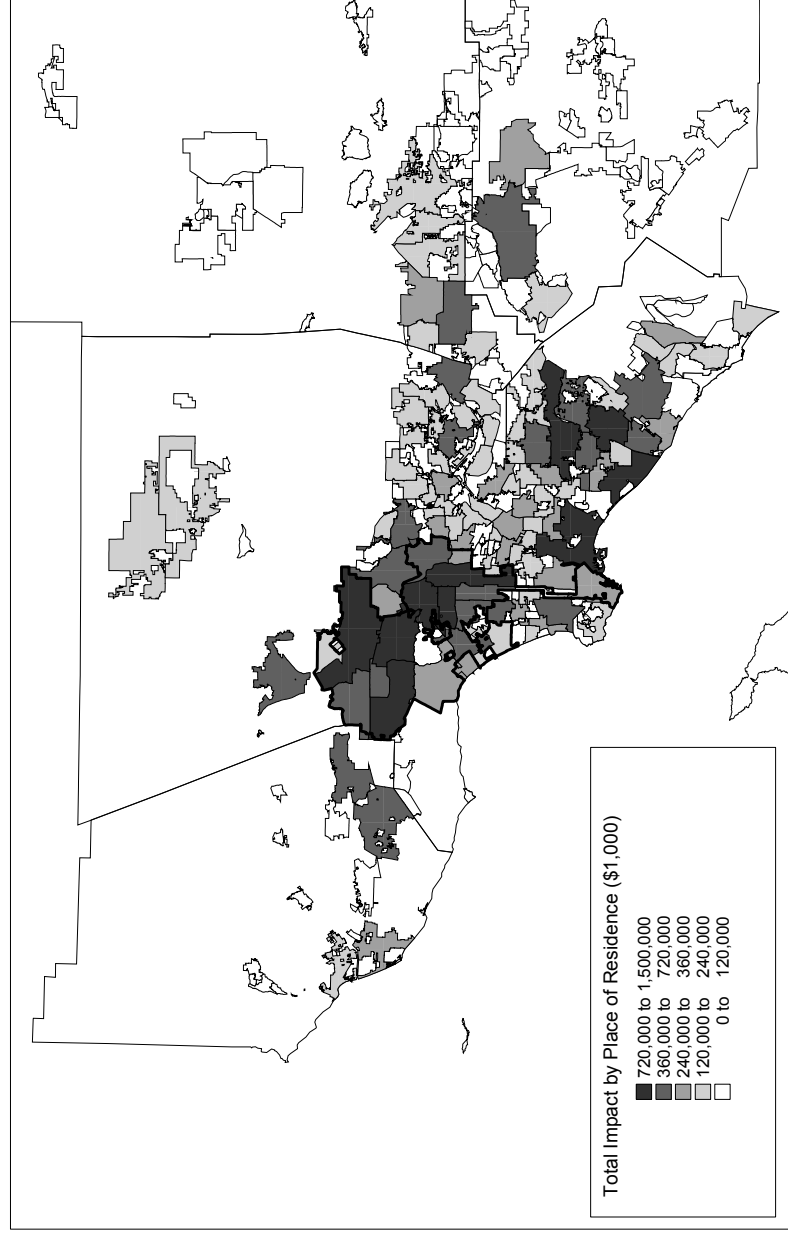 Total Impact by Place of Residence ($1,000)
720,000 to 1,500,000
360,000 to 720,000
240,000 to 360,000
120,000 to 240,000
0 to 120,000